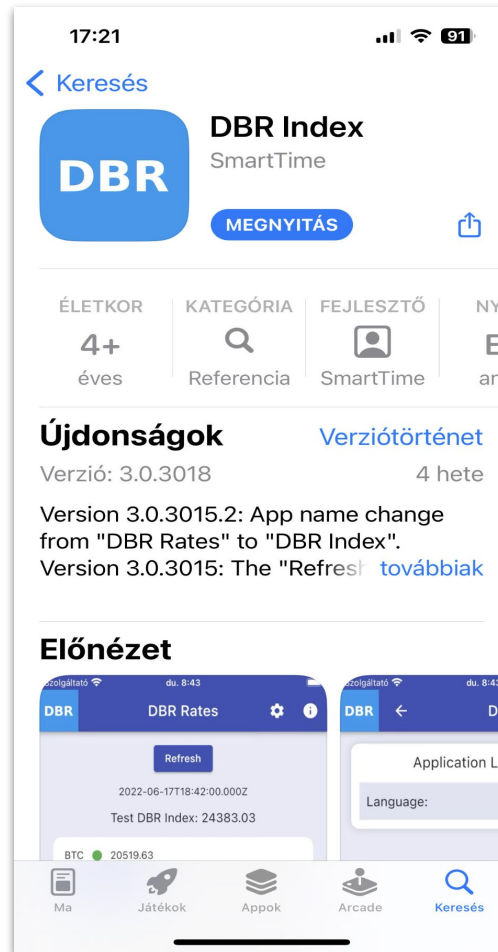 17:21
91
Keresés
DBR
DBR Index
SmartTime
MEGNYITÁS
ÉLETKOR
4+
éves
KATEGÓRIA
Referencia
FEJLESZTŐ
SmartTime
NY
E
an
Újdonságok
Verziótörténet
Verzió: 3.0.3018
4 hete
Version 3.0.3015.2: App name change
from "DBR Rates" to "DBR Index".
Version 3.0.3015: The "Refresh
továbbiak
Előnézet
szolgáltató
du. 8:43
DBR
DBR Rates
Refresh
2022-06-17T18:42:00.000Z
Test DBR Index: 24383.03
BTC
20519.63
szolgáltató
du. 8:43
DBR
D
Application L
Language:
Ma
Játékok
Appok
Arcade
Keresés